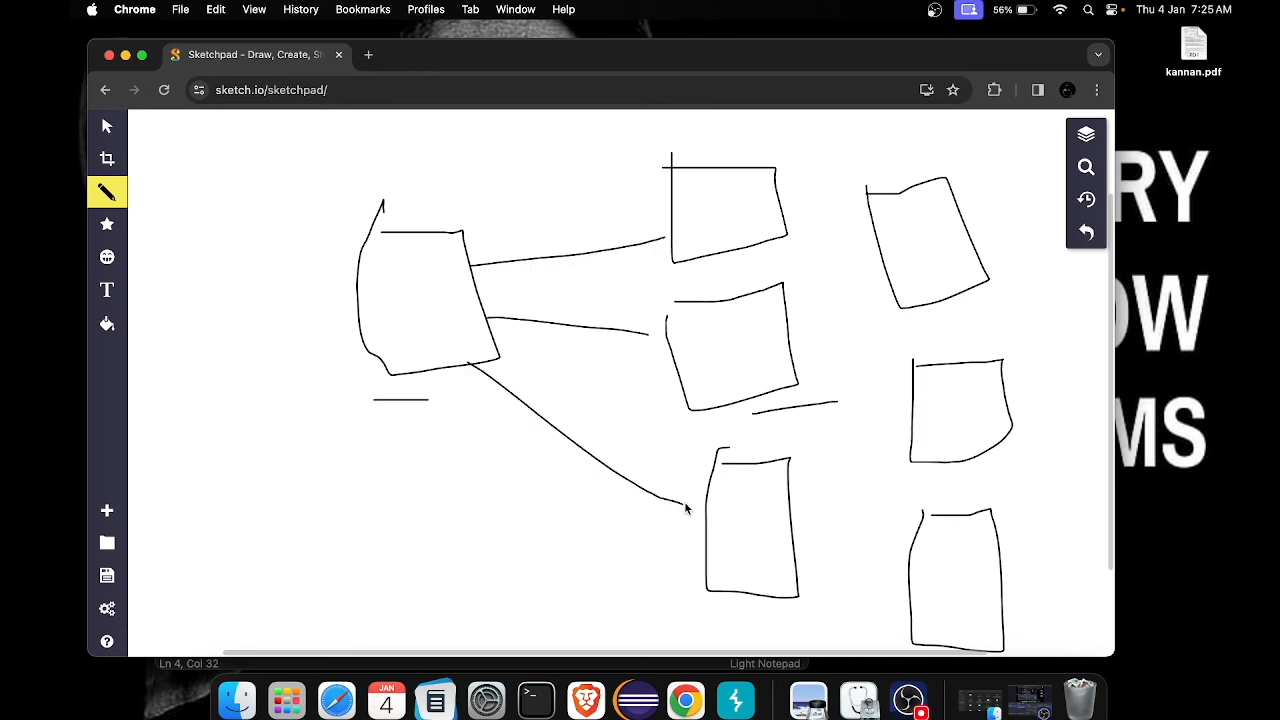 Chrome File Edit View History Bookmarks Profiles Tab Window Help 56% Thu 4 Jan 7:25 AM
kannan.pdf
Sketchpad - Draw, Create, Sh
sketch.io/sketchpad/
RY
OW
MS
Ln 4, Col 32 Light Notepad
JAN
4